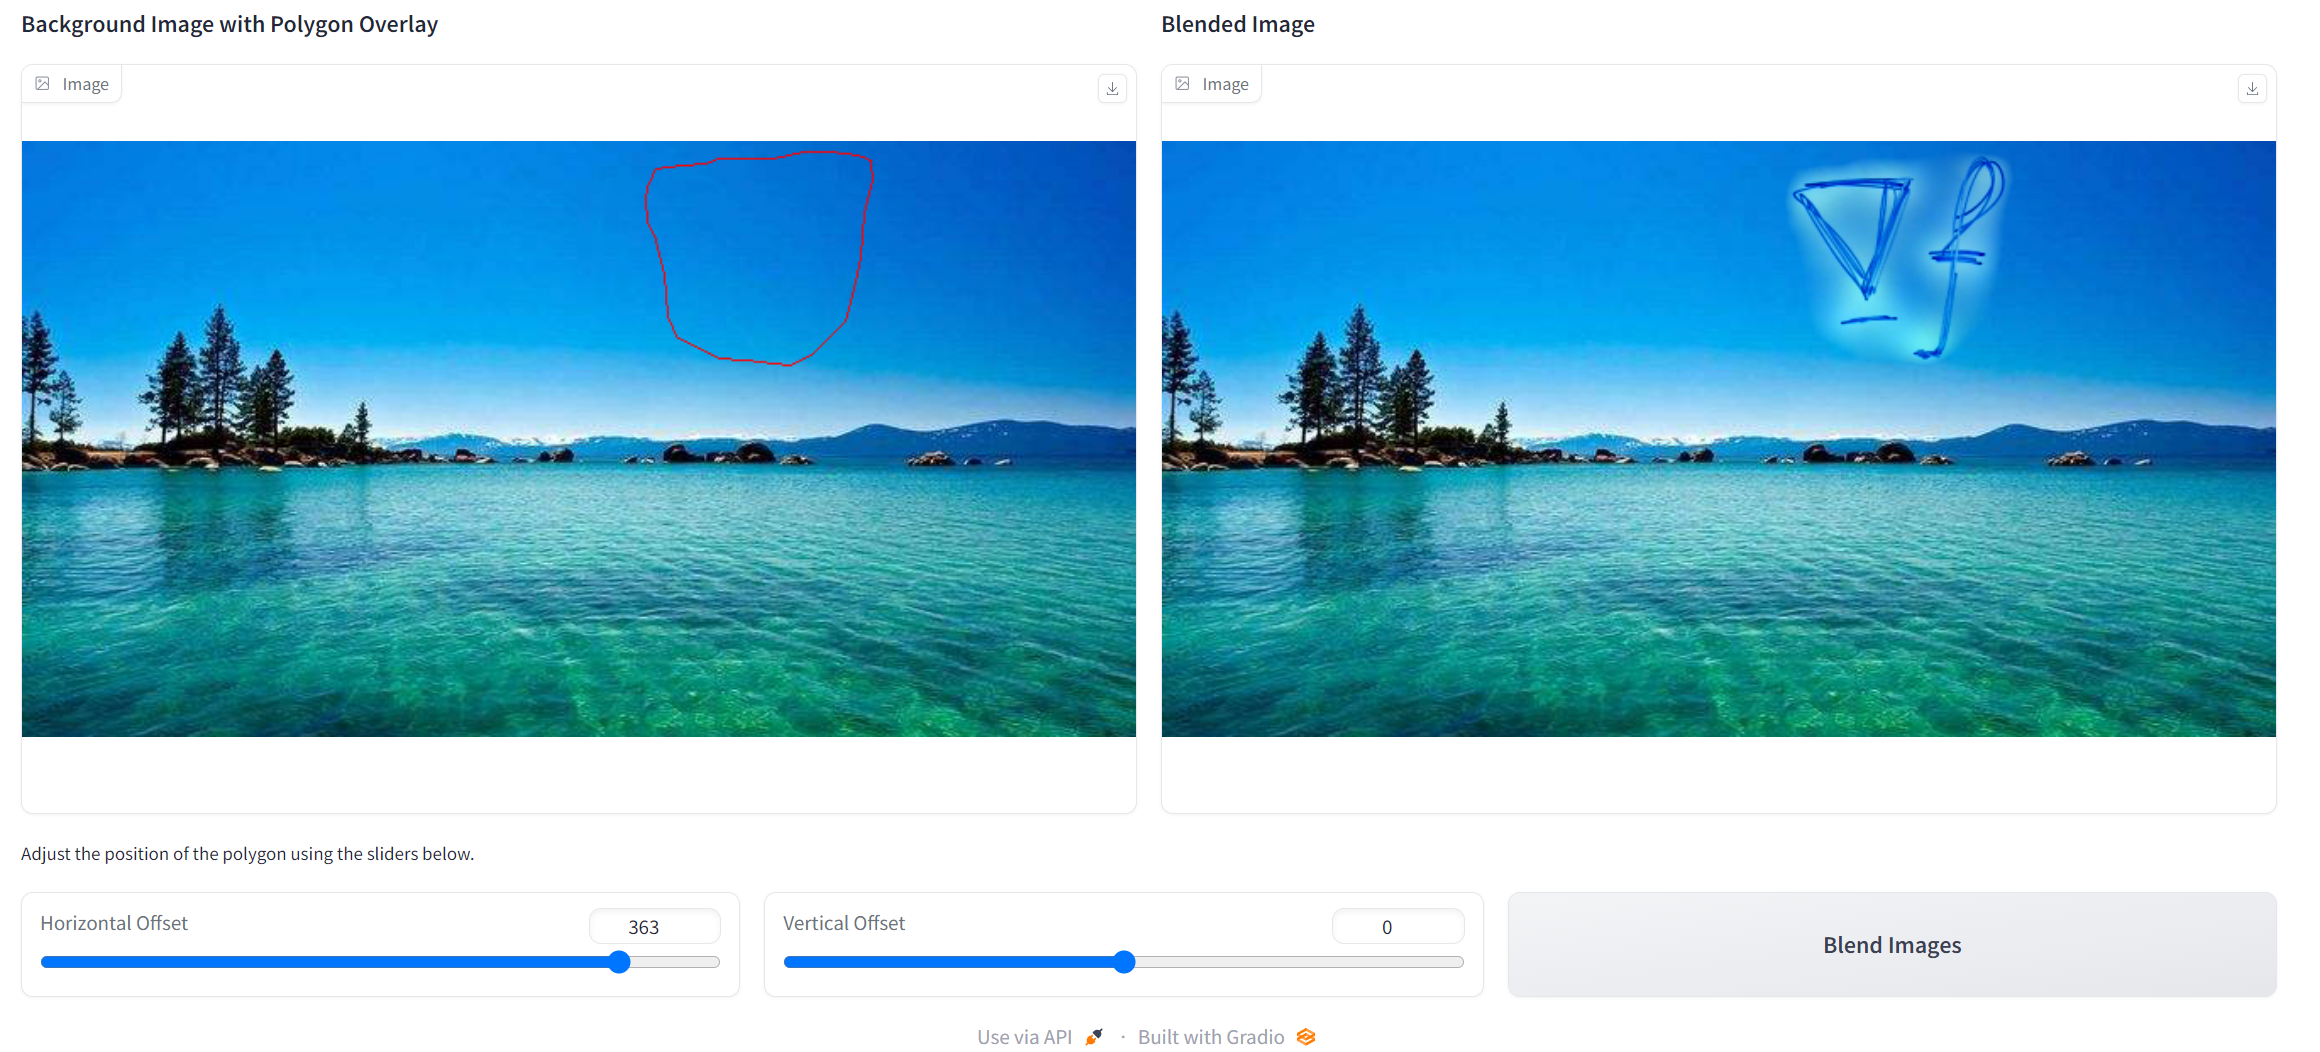 Background Image with Polygon Overlay
Blended Image
Image
Image
∇f
Adjust the position of the polygon using the sliders below.
Horizontal Offset
363
Vertical Offset
0
Blend Images
Use via API · Built with Gradio